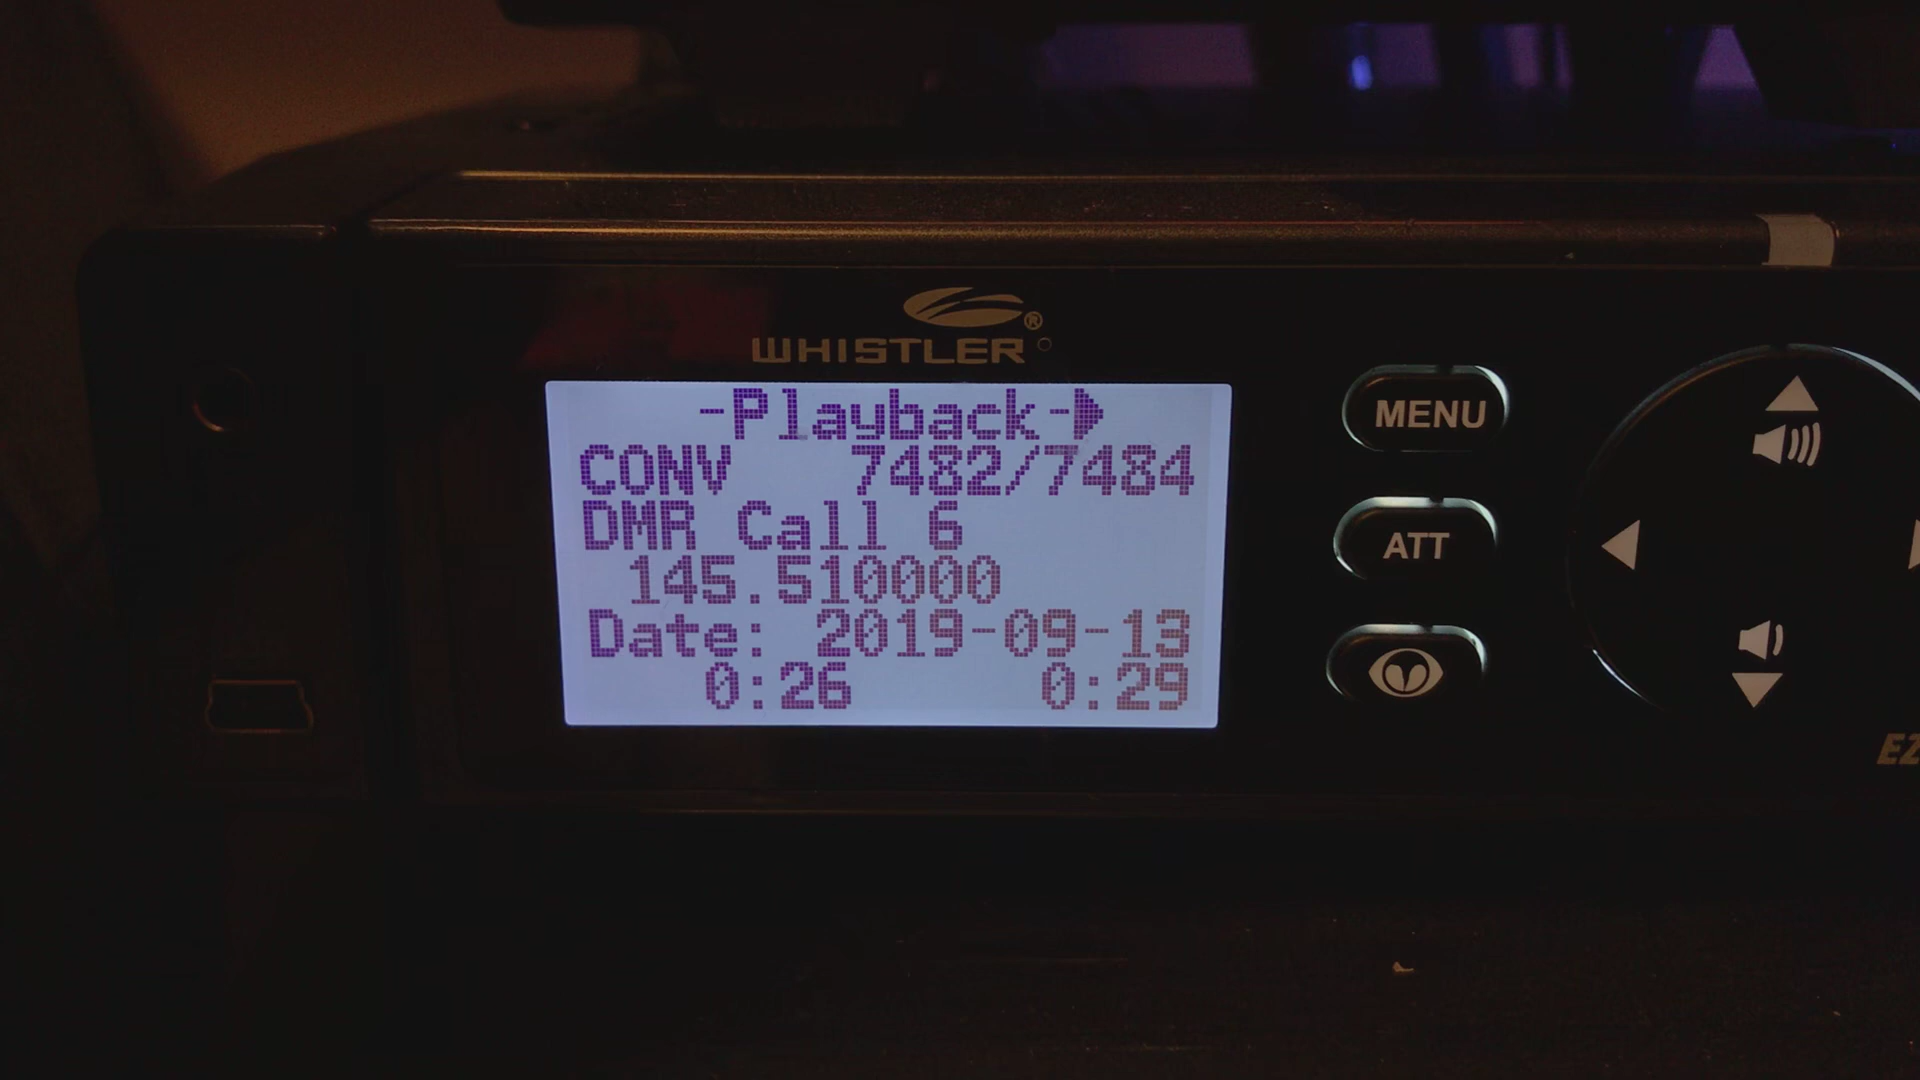 WHISTLER®
-Playback-
CONV 7482/7484
DMR Call 6
145.510000
Date: 2019-09-13
0:26 0:29
MENU
ATT
EZ